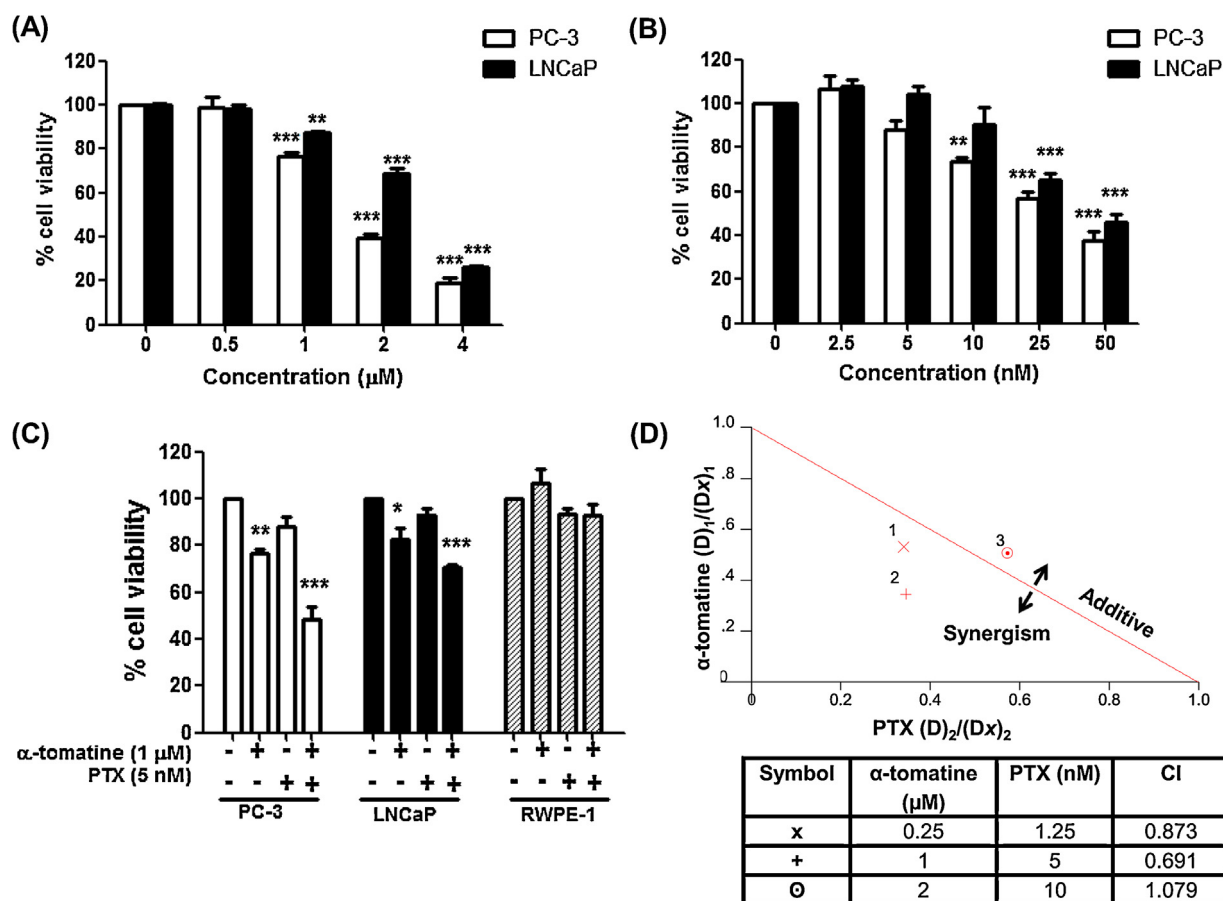 (A)
PC-3
LNCaP
120
100
80
60
40
20
0
% cell viability
***
**
***
***
***
***
0 0.5 1 2 4
Concentration (μM)
(B)
PC-3
LNCaP
120
100
80
60
40
20
0
% cell viability
**
***
***
***
***
0 2.5 5 10 25 50
Concentration (nM)
(C)
120
100
80
60
40
20
0
% cell viability
**
***
*
***
α-tomatine (1 μM) - + - + - + - + - + - +
PTX (5 nM) - - + + - - + + - - + +
PC-3 LNCaP RWPE-1
(D)
1.0
.8
.6
.4
.2
0
α-tomatine (D)₁/(Dx)₁
1
2
3
Additive
Synergism
0 0.2 0.4 0.6 0.8 1.0
PTX (D)₂/(Dx)₂
Symbol α-tomatine (μM) PTX (nM) CI
x 0.25 1.25 0.873
+ 1 5 0.691
ʘ 2 10 1.079